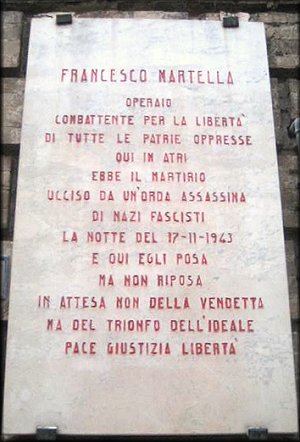 FRANCESCO MARTELLA
OPERAIO
COMBATTENTE PER LA LIBERTA'
DI TUTTE LE PATRIE OPPRESSE
QUI IN ATRI
EBBE IL MARTIRIO
UCCISO DA UN'ORDA ASSASSINA
DI NAZI FASCISTI
LA NOTTE DEL 17-11-1943
E QUI EGLI POSA
MA NON RIPOSA
IN ATTESA NON DELLA VENDETTA
MA DEL TRIONFO DELL'IDEALE
PACE GIUSTIZIA LIBERTA'